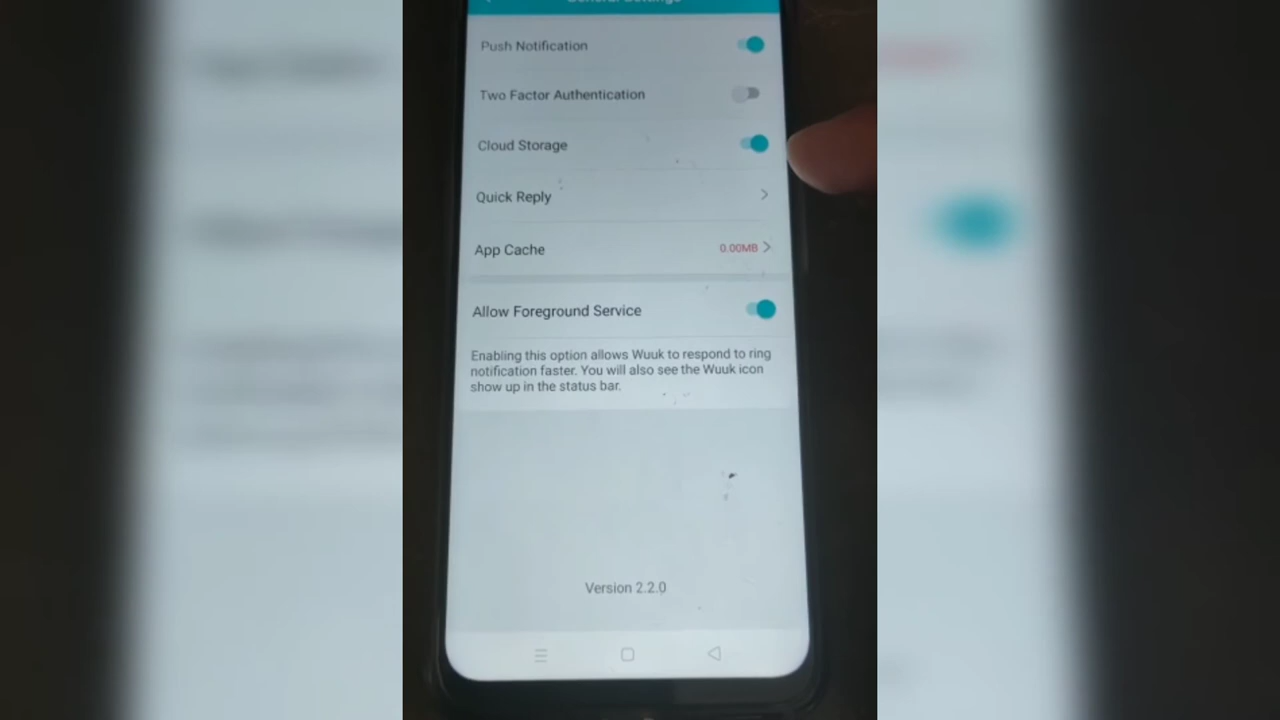 General Settings
Push Notification
Two Factor Authentication
Cloud Storage
Quick Reply
App Cache 0.00MB
Allow Foreground Service
Enabling this option allows Wuuk to respond to ring
notification faster. You will also see the Wuuk icon
show up in the status bar.
Version 2.2.0